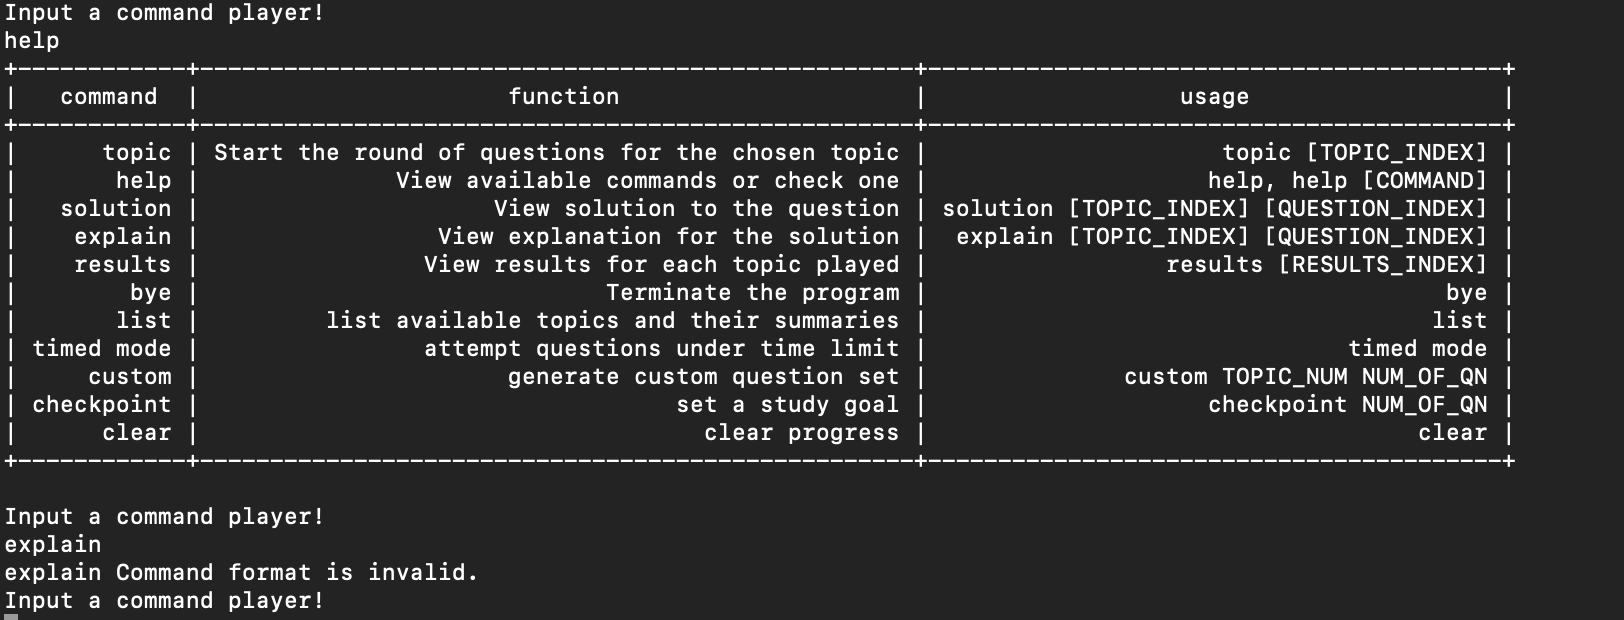 Input a command player!
help
+------------+----------------------------------------------------+-----------------------------------------+
|   command  |                      function                      |                  usage                  |
+------------+----------------------------------------------------+-----------------------------------------+
|      topic | Start the round of questions for the chosen topic |                     topic [TOPIC_INDEX] |
|       help |              View available commands or check one |                    help, help [COMMAND] |
|   solution |                     View solution to the question | solution [TOPIC_INDEX] [QUESTION_INDEX] |
|    explain |                 View explanation for the solution |  explain [TOPIC_INDEX] [QUESTION_INDEX] |
|    results |                View results for each topic played |                 results [RESULTS_INDEX] |
|        bye |                             Terminate the program |                                     bye |
|       list |         list available topics and their summaries |                                    list |
| timed mode |                attempt questions under time limit |                              timed mode |
|     custom |                      generate custom question set |              custom TOPIC_NUM NUM_OF_QN |
| checkpoint |                                  set a study goal |                    checkpoint NUM_OF_QN |
|      clear |                                    clear progress |                                   clear |
+------------+----------------------------------------------------+-----------------------------------------+
Input a command player!
explain
explain Command format is invalid.
Input a command player!